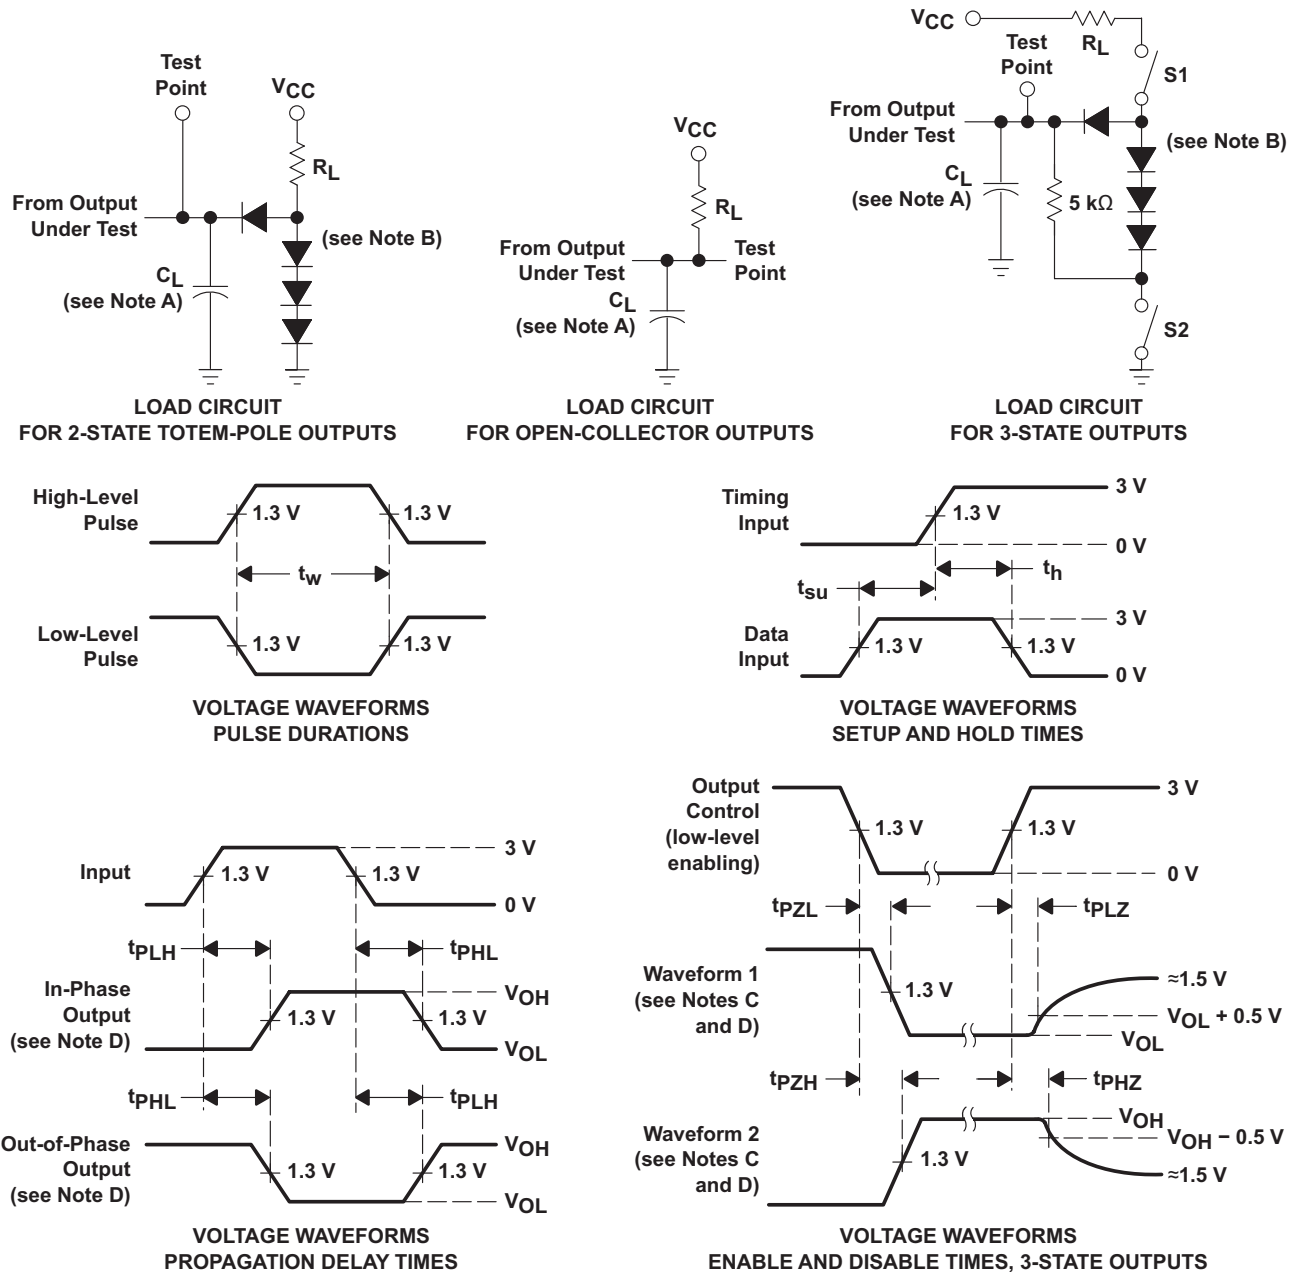 Test
Point
VCC
RL
From Output
Under Test
(see Note B)
CL
(see Note A)
LOAD CIRCUIT
FOR 2-STATE TOTEM-POLE OUTPUTS
VCC
RL
From Output
Under Test
Test
Point
CL
(see Note A)
LOAD CIRCUIT
FOR OPEN-COLLECTOR OUTPUTS
VCC
RL
Test
Point
S1
From Output
Under Test
(see Note B)
CL
(see Note A)
5 kΩ
S2
LOAD CIRCUIT
FOR 3-STATE OUTPUTS
High-Level
Pulse
1.3 V
1.3 V
tw
Low-Level
Pulse
1.3 V
1.3 V
VOLTAGE WAVEFORMS
PULSE DURATIONS
Timing
Input
3 V
1.3 V
0 V
th
tsu
Data
Input
3 V
1.3 V
1.3 V
0 V
VOLTAGE WAVEFORMS
SETUP AND HOLD TIMES
Input
3 V
1.3 V
1.3 V
0 V
tPLH
tPHL
In-Phase
Output
(see Note D)
VOH
1.3 V
1.3 V
VOL
tPHL
tPLH
Out-of-Phase
Output
(see Note D)
VOH
1.3 V
1.3 V
VOL
VOLTAGE WAVEFORMS
PROPAGATION DELAY TIMES
Output
Control
(low-level
enabling)
3 V
1.3 V
1.3 V
0 V
tPZL
tPLZ
Waveform 1
(see Notes C
and D)
1.3 V
≈1.5 V
VOL + 0.5 V
VOL
tPZH
tPHZ
Waveform 2
(see Notes C
and D)
1.3 V
VOH
VOH − 0.5 V
≈1.5 V
VOLTAGE WAVEFORMS
ENABLE AND DISABLE TIMES, 3-STATE OUTPUTS